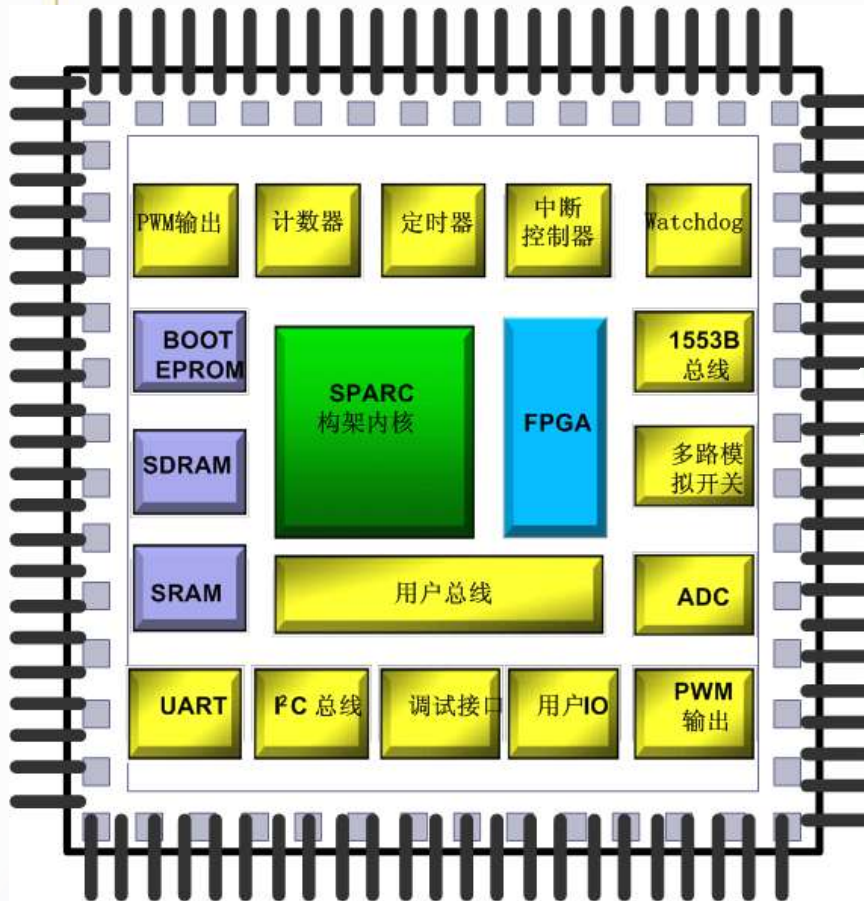 PWM输出
计数器
定时器
中断
控制器
Watchdog
BOOT
EPROM
SPARC
构架内核
FPGA
1553B
总线
SDRAM
多路模
拟开关
SRAM
用户总线
ADC
UART
I²C 总线
调试接口
用户IO
PWM
输出